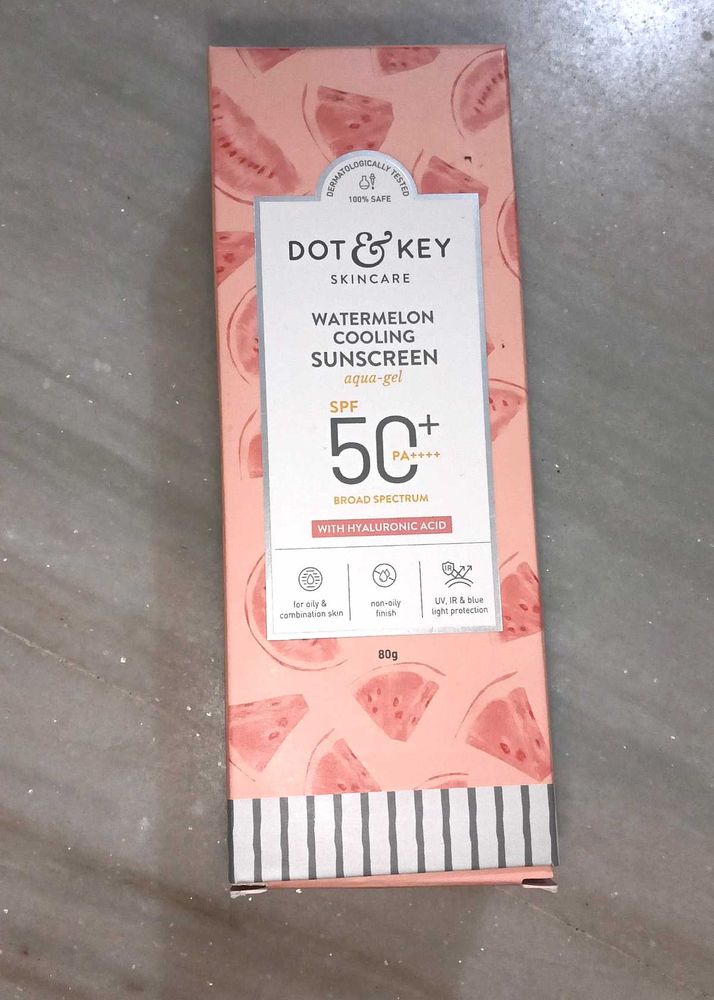 DERMATOLOGICALLY TESTED
100% SAFE
DOT & KEY
SKINCARE
WATERMELON
COOLING
SUNSCREEN
aqua-gel
SPF
50+
PA++++
BROAD SPECTRUM
WITH HYALURONIC ACID
for oily &
combination skin
non-oily
finish
IR
UV, IR & blue
light protection
80g